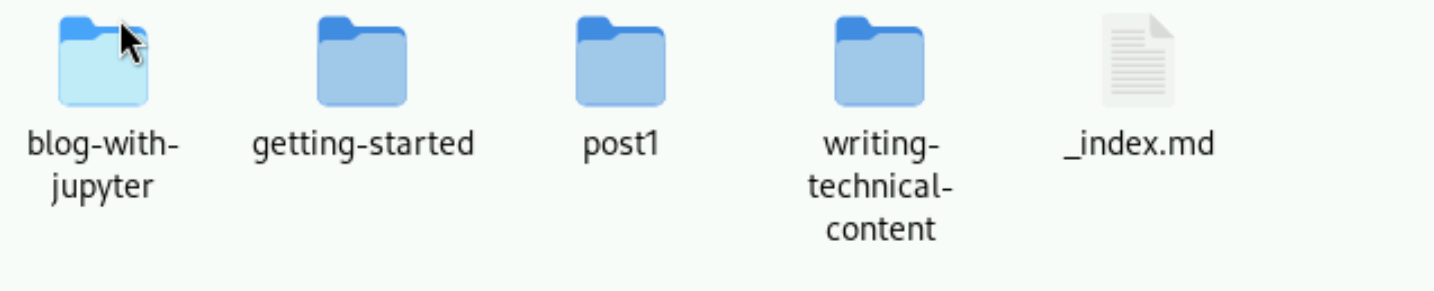 blog-with-
jupyter
getting-started
post1
writing-
technical-
content
_index.md